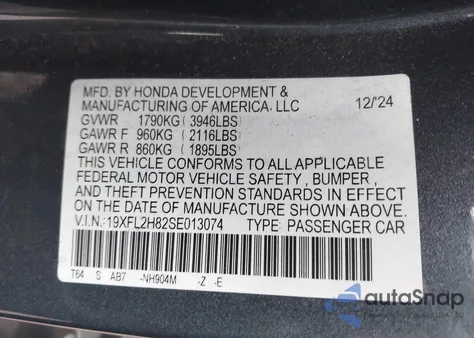 MFD. BY HONDA DEVELOPMENT &
MANUFACTURING OF AMERICA, LLC 12/'24
GVWR 1790KG ( 3946LBS)
GAWR F 960KG ( 2116LBS)
GAWR R 860KG ( 1895LBS)
THIS VEHICLE CONFORMS TO ALL APPLICABLE
FEDERAL MOTOR VEHICLE SAFETY , BUMPER ,
AND THEFT PREVENTION STANDARDS IN EFFECT
ON THE DATE OF MANUFACTURE SHOWN ABOVE.
V.I.N.:19XFL2H82SE013074 TYPE: PASSENGER CAR
T64 S AB7 -NH904M -Z -E
autoSnap